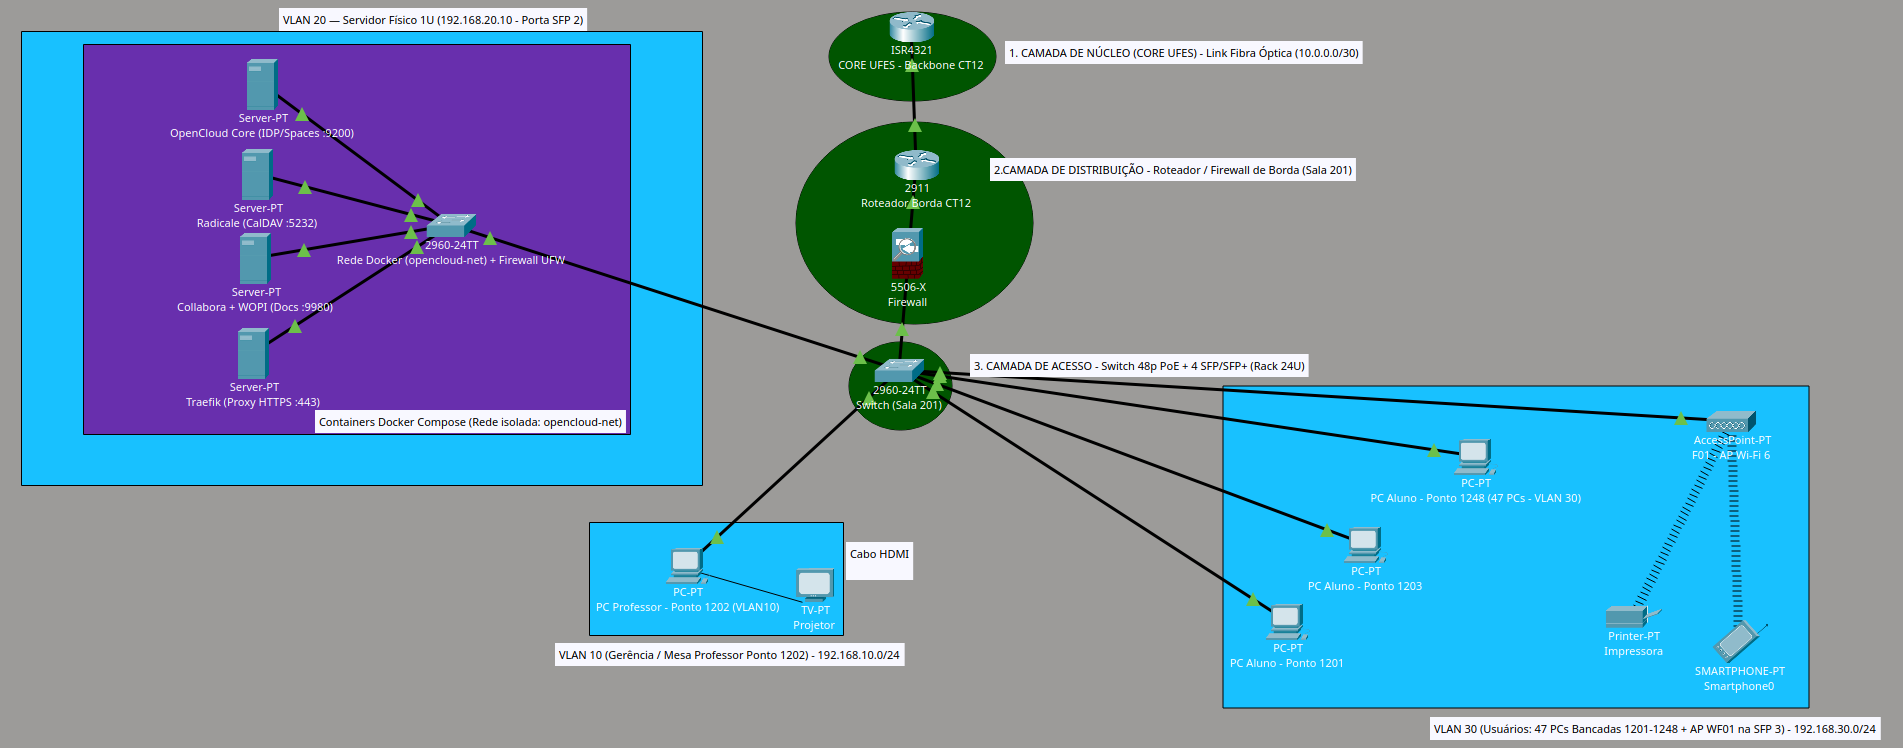 VLAN 20 — Servidor Físico 1U (192.168.20.10 - Porta SFP 2)
Server-PT
OpenCloud Core (IDP/Spaces :9200)
Server-PT
Radicale (CalDAV :5232)
Server-PT
Collabora + WOPI (Docs :9980)
Server-PT
Traefik (Proxy HTTPS :443)
2960-24TT
Rede Docker (opencloud-net) + Firewall UFW
Containers Docker Compose (Rede isolada: opencloud-net)
ISR4321
CORE UFES - Backbone CT12
1. CAMADA DE NÚCLEO (CORE UFES) - Link Fibra Óptica (10.0.0.0/30)
2911
Roteador Borda CT12
2.CAMADA DE DISTRIBUIÇÃO - Roteador / Firewall de Borda (Sala 201)
5506-X
Firewall
3. CAMADA DE ACESSO - Switch 48p PoE + 4 SFP/SFP+ (Rack 24U)
2960-24TT
Switch (Sala 201)
PC-PT
PC Professor - Ponto 1202 (VLAN10)
TV-PT
Projetor
Cabo HDMI
VLAN 10 (Gerência / Mesa Professor Ponto 1202) - 192.168.10.0/24
AccessPoint-PT
F01 - AP Wi-Fi 6
PC-PT
PC Aluno - Ponto 1248 (47 PCs - VLAN 30)
PC-PT
PC Aluno - Ponto 1203
PC-PT
PC Aluno - Ponto 1201
Printer-PT
Impressora
SMARTPHONE-PT
Smartphone0
VLAN 30 (Usuários: 47 PCs Bancadas 1201-1248 + AP WF01 na SFP 3) - 192.168.30.0/24